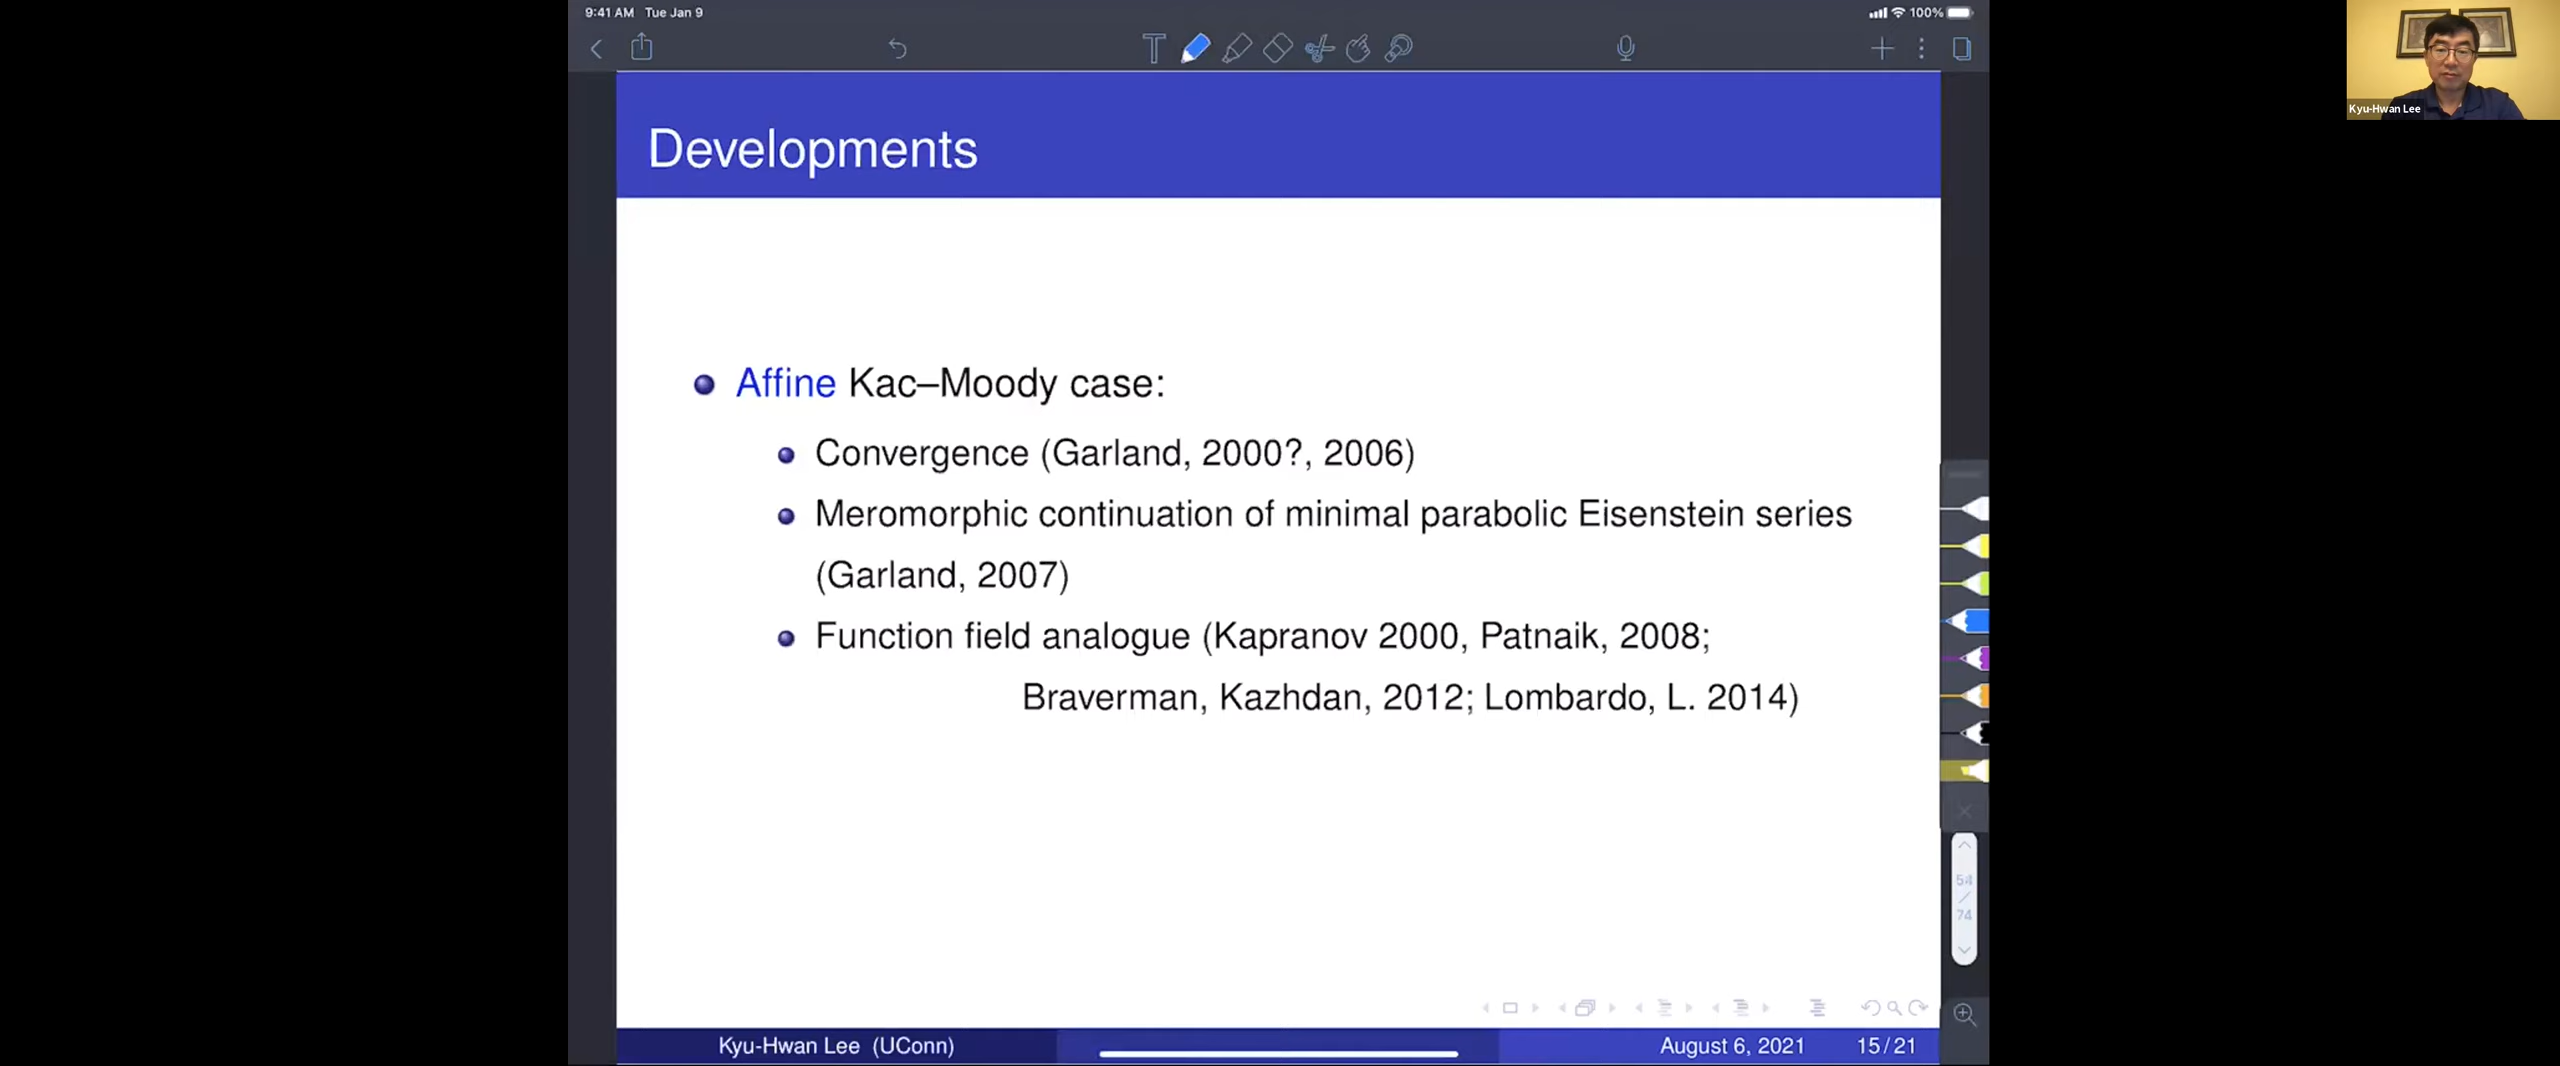 9:41 AM Tue Jan 9
100%
Kyu-Hwan Lee
Developments
Affine Kac–Moody case:
Convergence (Garland, 2000?, 2006)
Meromorphic continuation of minimal parabolic Eisenstein series
(Garland, 2007)
Function field analogue (Kapranov 2000, Patnaik, 2008;
Braverman, Kazhdan, 2012; Lombardo, L. 2014)
54
/
74
Kyu-Hwan Lee (UConn)
August 6, 2021
15 / 21